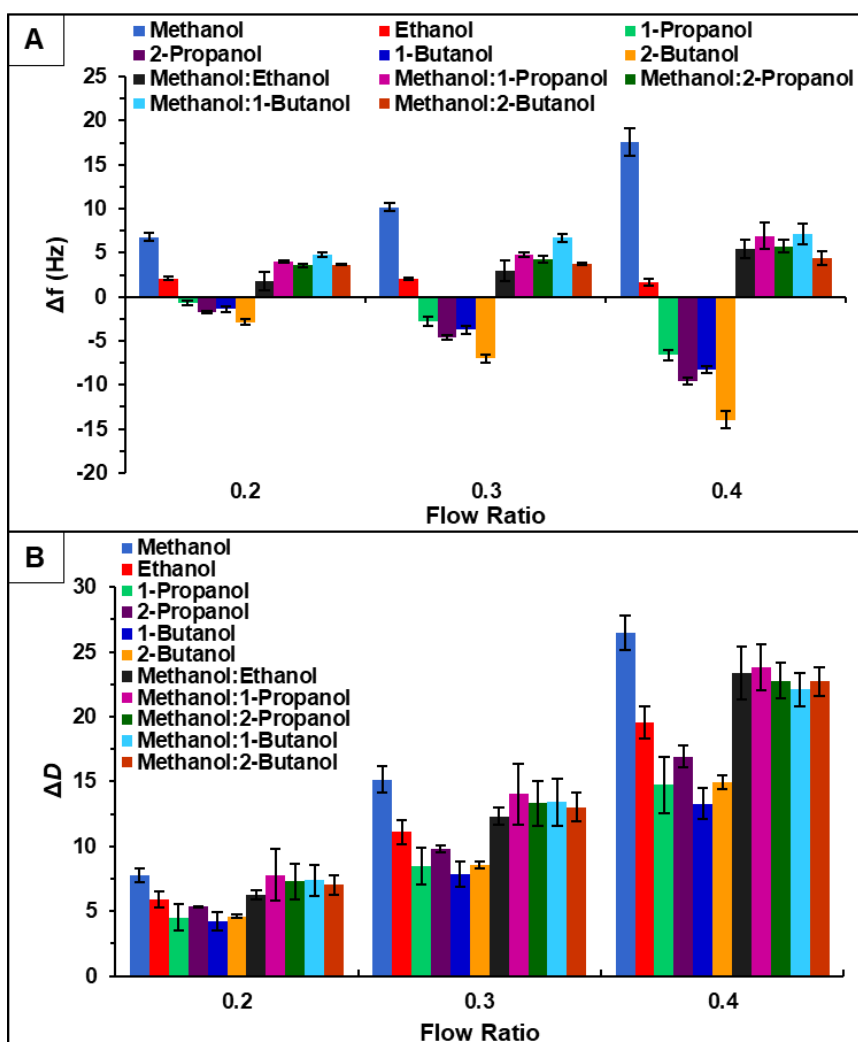 A
Methanol Ethanol 1-Propanol
2-Propanol 1-Butanol 2-Butanol
Methanol:Ethanol Methanol:1-Propanol Methanol:2-Propanol
Methanol:1-Butanol Methanol:2-Butanol
25
20
15
10
5
0
-5
-10
-15
-20
Δf (Hz)
0.2 0.3 0.4
Flow Ratio
B
Methanol
Ethanol
1-Propanol
2-Propanol
1-Butanol
2-Butanol
Methanol:Ethanol
Methanol:1-Propanol
Methanol:2-Propanol
Methanol:1-Butanol
Methanol:2-Butanol
30
25
20
15
10
5
0
ΔD
0.2 0.3 0.4
Flow Ratio